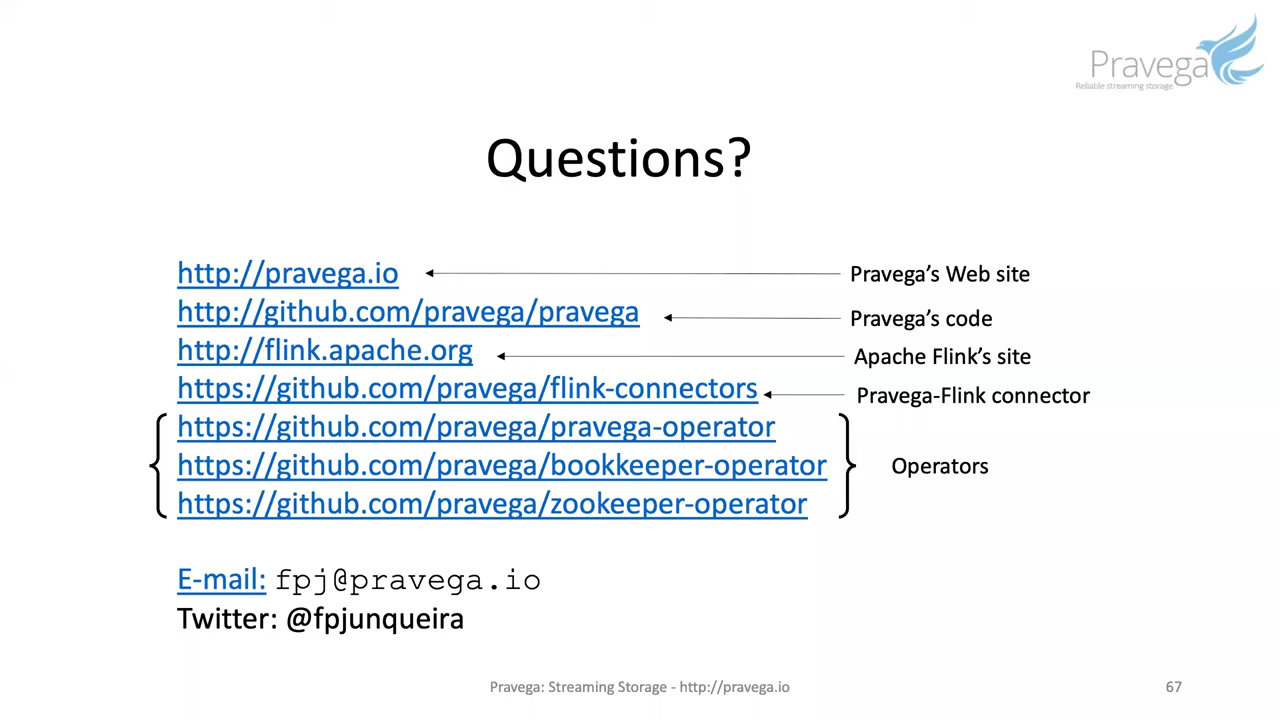 Pravega
Reliable streaming storage
Questions?
http://pravega.io
Pravega's Web site
http://github.com/pravega/pravega
Pravega's code
http://flink.apache.org
Apache Flink's site
https://github.com/pravega/flink-connectors
Pravega-Flink connector
https://github.com/pravega/pravega-operator
https://github.com/pravega/bookkeeper-operator
Operators
https://github.com/pravega/zookeeper-operator
E-mail: fpj@pravega.io
Twitter: @fpjunqueira
Pravega: Streaming Storage - http://pravega.io
67